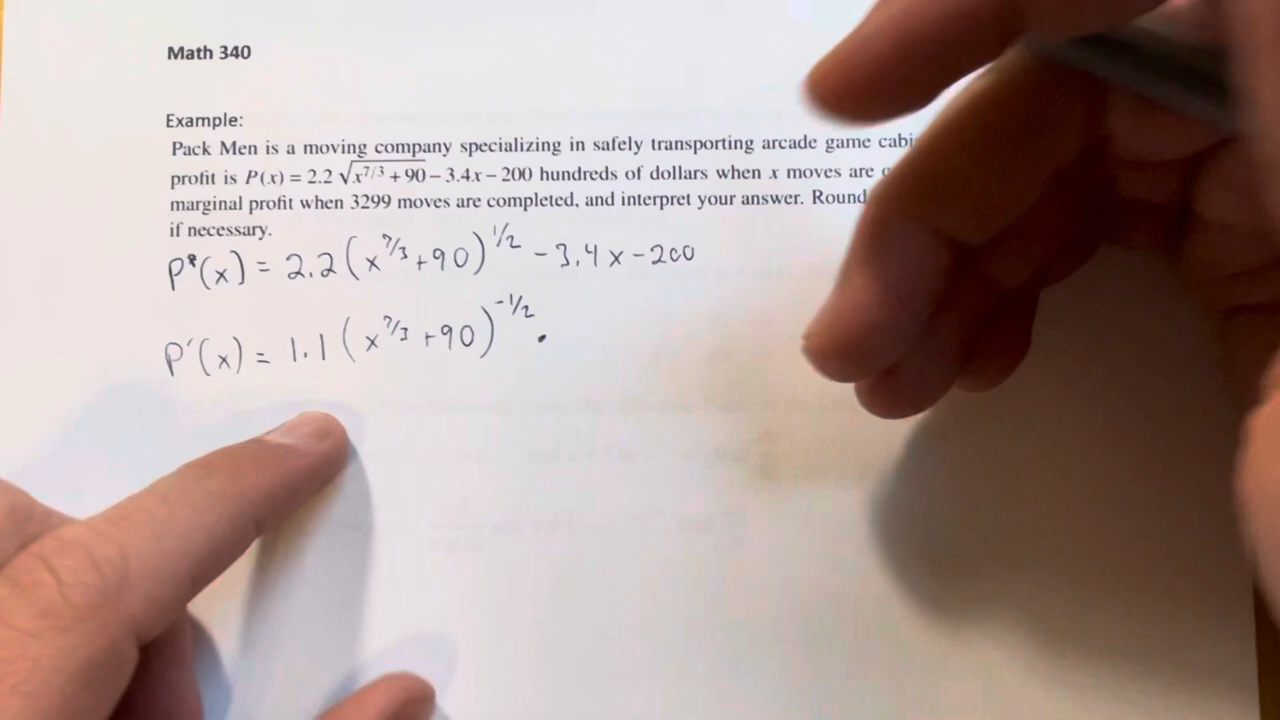 Math 340
Example:
Pack Men is a moving company specializing in safely transporting arcade game
profit is P(x) = 2.2 √(x^{7/3} + 90) − 3.4x − 200 hundreds of dollars when x moves are
marginal profit when 3299 moves are completed, and interpret your answer. Round
if necessary.
P(x) = 2.2 (x^{7/3} + 90)^{1/2} − 3.4x − 200
P′(x) = 1.1 (x^{7/3} + 90)^{-1/2} ·